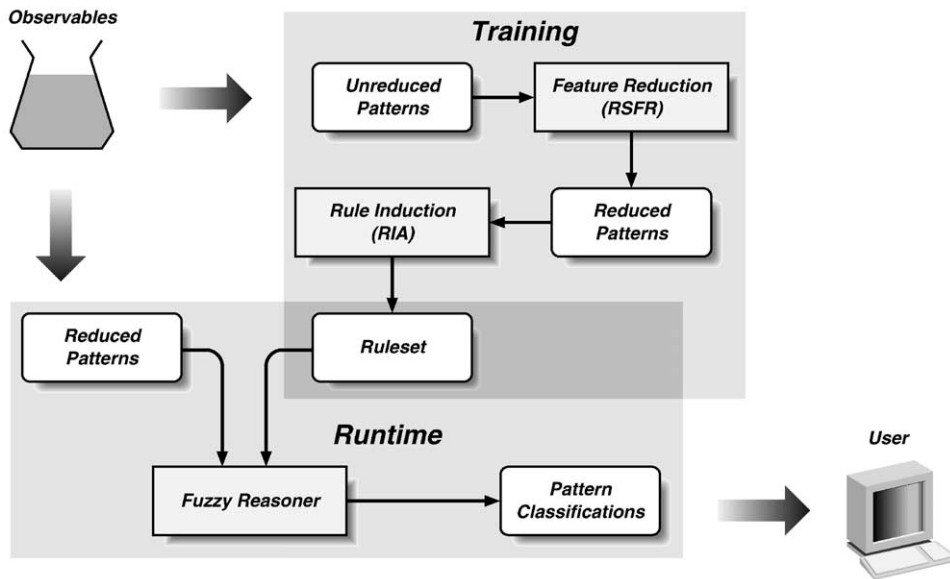 Observables
Training
Unreduced
Patterns
Feature Reduction
(RSFR)
Rule Induction
(RIA)
Reduced
Patterns
Reduced
Patterns
Ruleset
Runtime
User
Fuzzy Reasoner
Pattern
Classifications